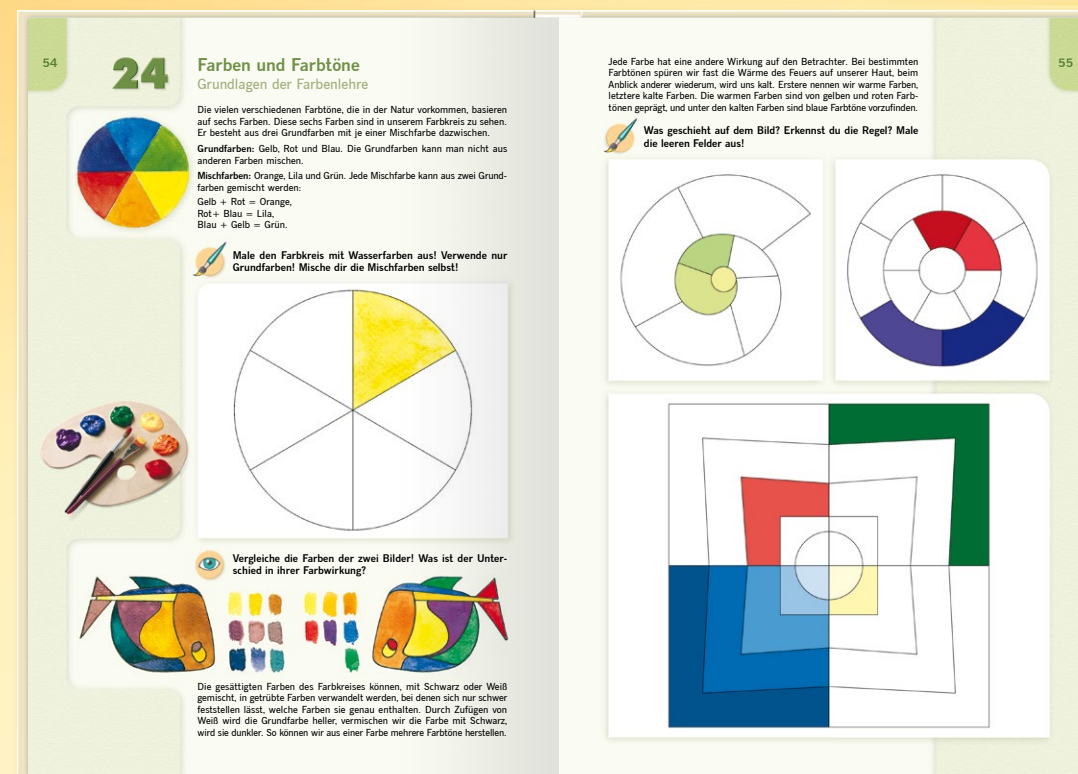 54
24
Farben und Farbtöne
Grundlagen der Farbenlehre
Die vielen verschiedenen Farbtöne, die in der Natur vorkommen, basieren
auf sechs Farben. Diese sechs Farben sind in unserem Farbkreis zu sehen.
Er besteht aus drei Grundfarben mit je einer Mischfarbe dazwischen.
Grundfarben: Gelb, Rot und Blau. Die Grundfarben kann man nicht aus
anderen Farben mischen.
Mischfarben: Orange, Lila und Grün. Jede Mischfarbe kann aus zwei Grund-
farben gemischt werden:
Gelb + Rot = Orange,
Rot+ Blau = Lila,
Blau + Gelb = Grün.
Male den Farbkreis mit Wasserfarben aus! Verwende nur
Grundfarben! Mische dir die Mischfarben selbst!
Vergleiche die Farben der zwei Bilder! Was ist der Unter-
schied in ihrer Farbwirkung?
Die gesättigten Farben des Farbkreises können, mit Schwarz oder Weiß
gemischt, in getrübte Farben verwandelt werden, bei denen sich nur schwer
feststellen lässt, welche Farben sie genau enthalten. Durch Zufügen von
Weiß wird die Grundfarbe heller, vermischen wir die Farbe mit Schwarz,
wird sie dunkler. So können wir aus einer Farbe mehrere Farbtöne herstellen.
Jede Farbe hat eine andere Wirkung auf den Betrachter. Bei bestimmten
Farbtönen spüren wir fast die Wärme des Feuers auf unserer Haut, beim
Anblick anderer wiederum, wird uns kalt. Erstere nennen wir warme Farben,
letztere kalte Farben. Die warmen Farben sind von gelben und roten Farb-
tönen geprägt, und unter den kalten Farben sind blaue Farbtöne vorzufinden.
55
Was geschieht auf dem Bild? Erkennst du die Regel? Male
die leeren Felder aus!